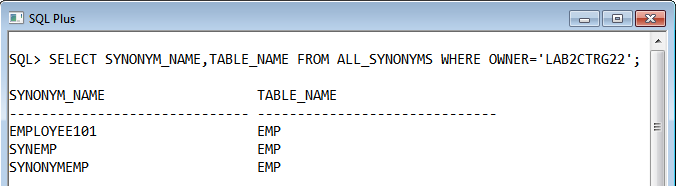 SQL Plus
SQL> SELECT SYNONYM_NAME,TABLE_NAME FROM ALL_SYNONYMS WHERE OWNER='LAB2CTRG22';
SYNONYM_NAME TABLE_NAME
------------------------------ ------------------------------
EMPLOYEE101 EMP
SYNEMP EMP
SYNONYMEMP EMP